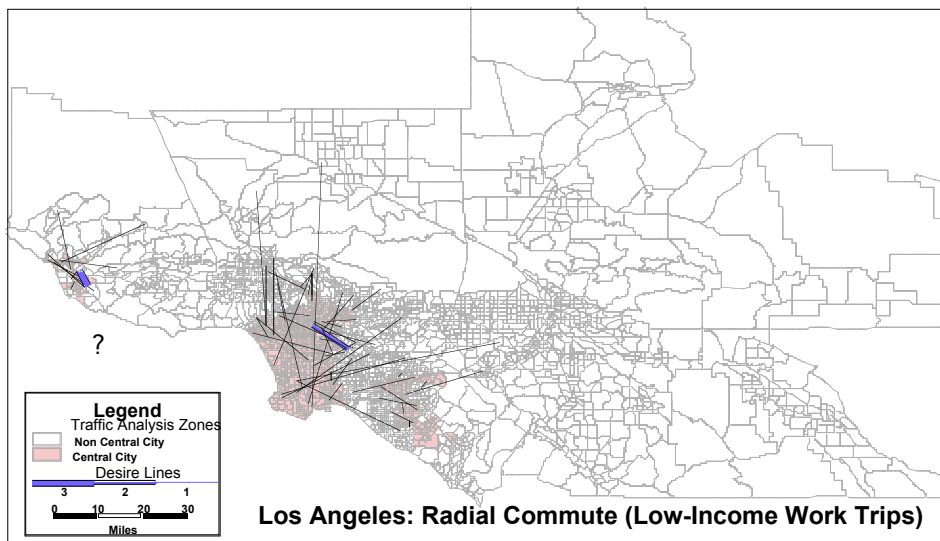 ?
Legend
Traffic Analysis Zones
Non Central City
Central City
Desire Lines
3 2 1
0 10 20 30
Miles
Los Angeles: Radial Commute (Low-Income Work Trips)